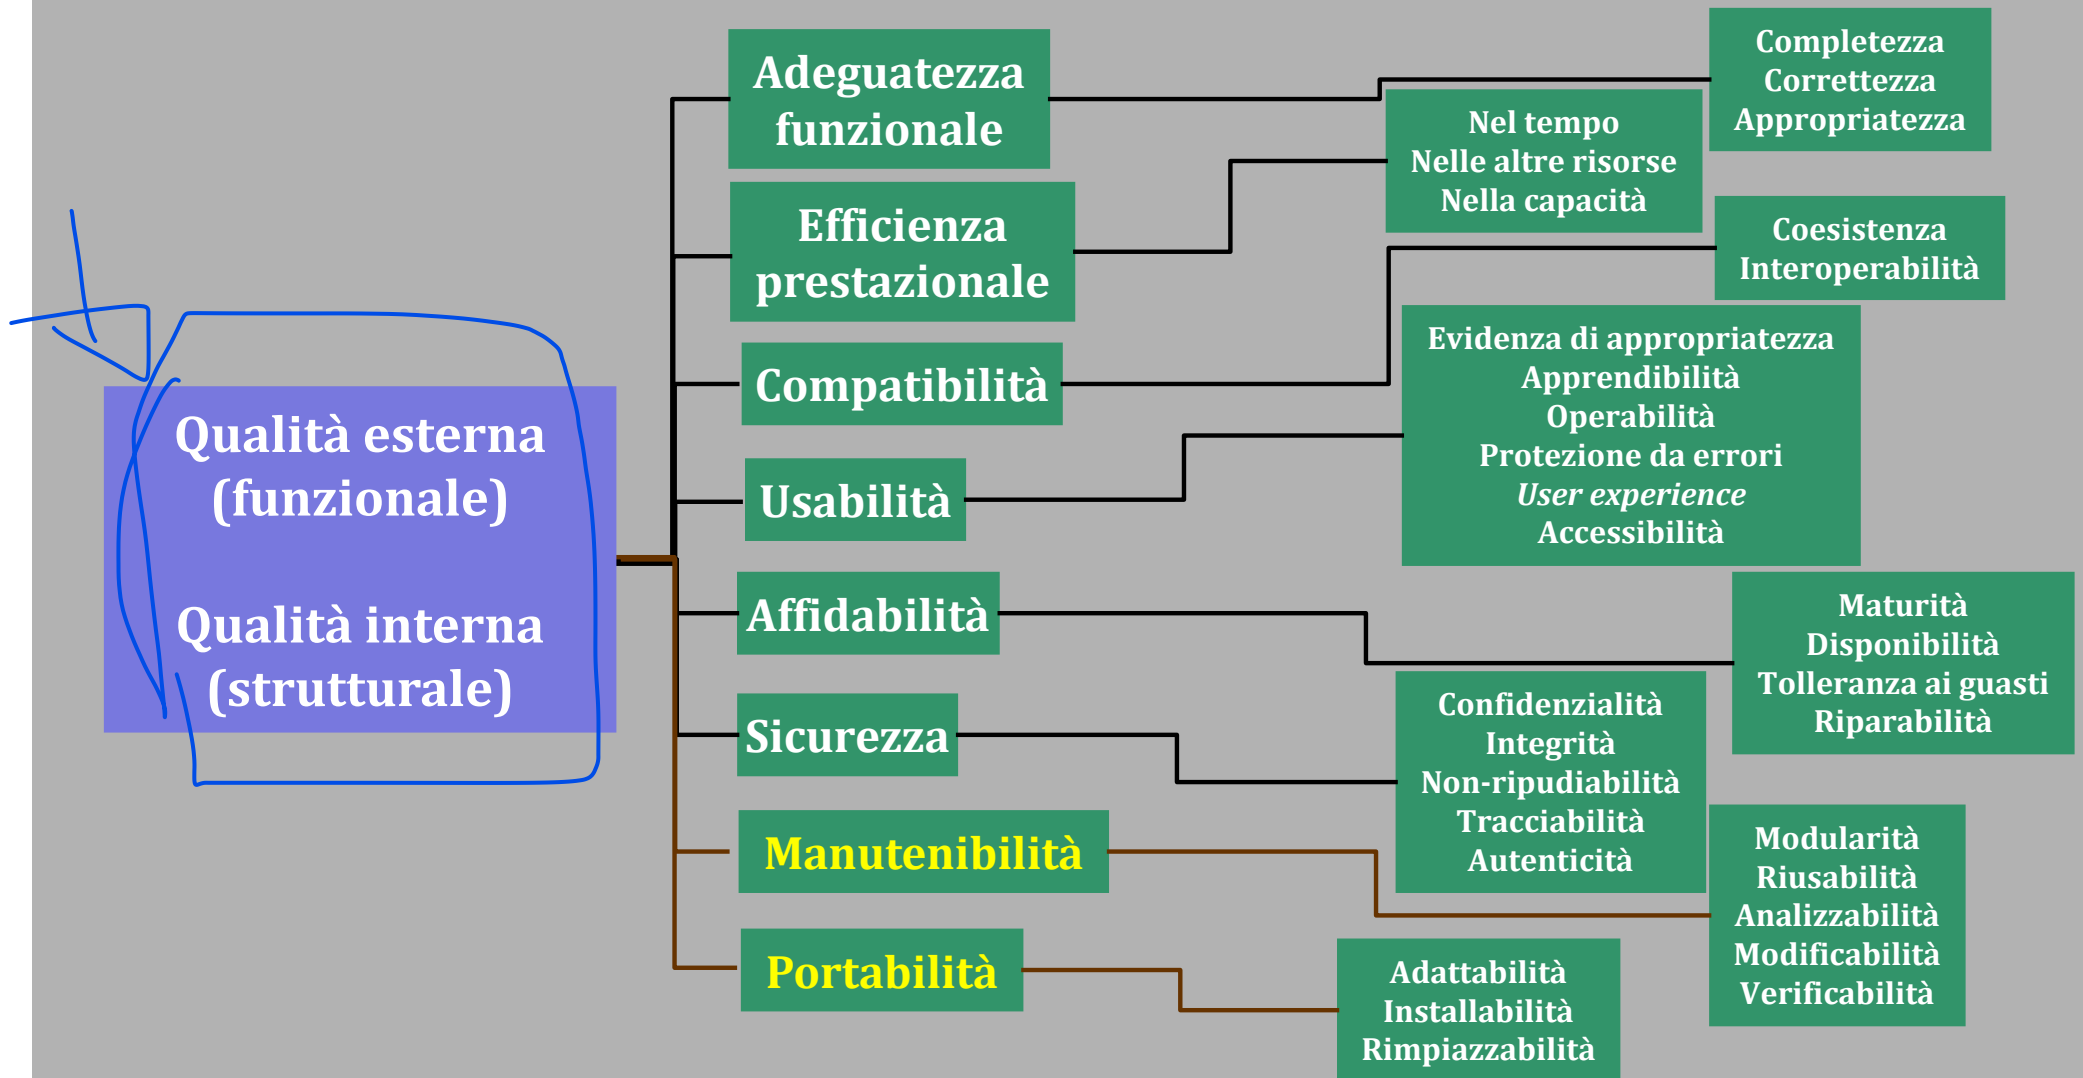 Qualità esterna
(funzionale)
Qualità interna
(strutturale)
Adeguatezza
funzionale
Completezza
Correttezza
Appropriatezza
Efficienza
prestazionale
Nel tempo
Nelle altre risorse
Nella capacità
Compatibilità
Coesistenza
Interoperabilità
Usabilità
Evidenza di appropriatezza
Apprendibilità
Operabilità
Protezione da errori
User experience
Accessibilità
Affidabilità
Maturità
Disponibilità
Tolleranza ai guasti
Riparabilità
Sicurezza
Confidenzialità
Integrità
Non-ripudiabilità
Tracciabilità
Autenticità
Manutenibilità
Modularità
Riusabilità
Analizzabilità
Modificabilità
Verificabilità
Portabilità
Adattabilità
Installabilità
Rimpiazzabilità